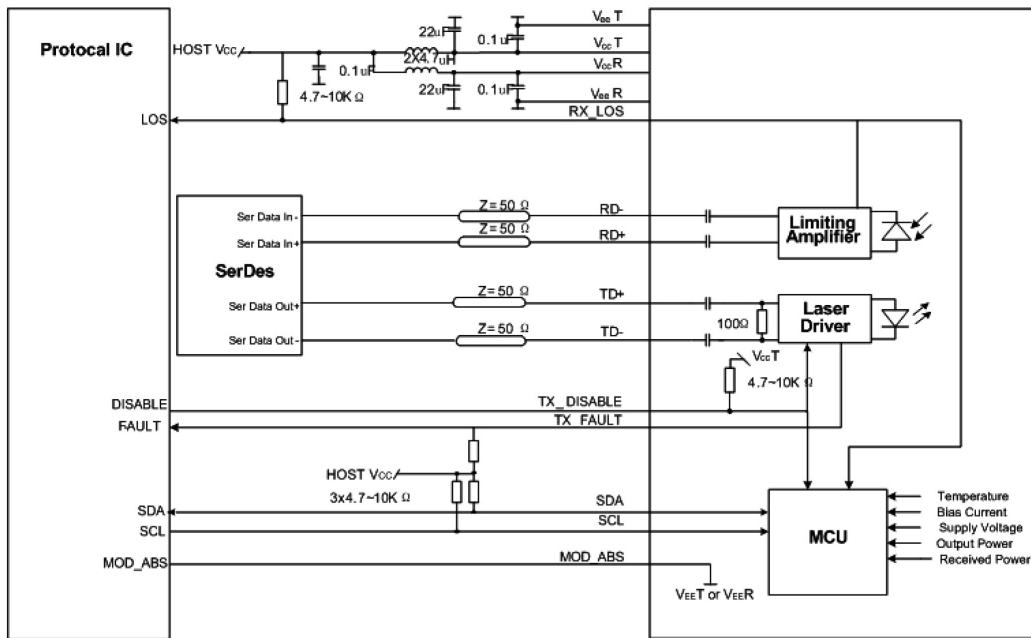 Protocal IC
HOST Vcc
22uF
0.1uF
VeeT
2X4.7uH
VccT
0.1uF
VccR
4.7~10K Ω
22uF
0.1uF
VeeR
LOS
RX_LOS
Ser Data In -
Z= 50 Ω
RD-
Ser Data In+
Z= 50 Ω
RD+
Limiting
Amplifier
SerDes
Ser Data Out+
Z= 50 Ω
TD+
Ser Data Out -
Z= 50 Ω
TD-
100Ω
Laser
Driver
VccT
4.7~10K Ω
DISABLE
TX_DISABLE
FAULT
TX_FAULT
HOST Vcc
3x4.7~10K Ω
SDA
SDA
SCL
SCL
MCU
Temperature
Bias Current
Supply Voltage
Output Power
Received Power
MOD_ABS
MOD_ABS
VEET or VEER